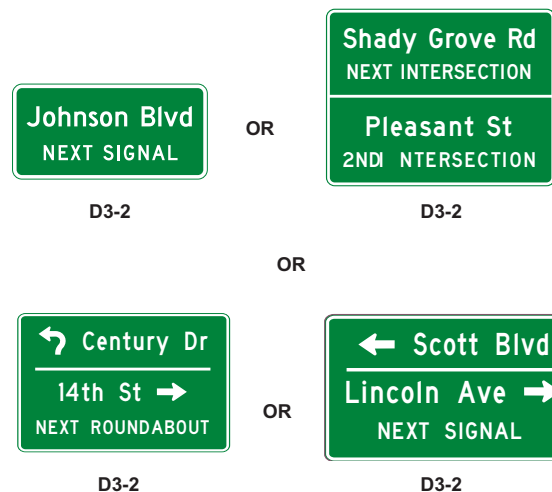 Johnson Blvd
NEXT SIGNAL
D3-2
OR
Shady Grove Rd
NEXT INTERSECTION
Pleasant St
2NDI NTERSECTION
D3-2
OR
Century Dr
14th St
NEXT ROUNDABOUT
D3-2
OR
Scott Blvd
Lincoln Ave
NEXT SIGNAL
D3-2